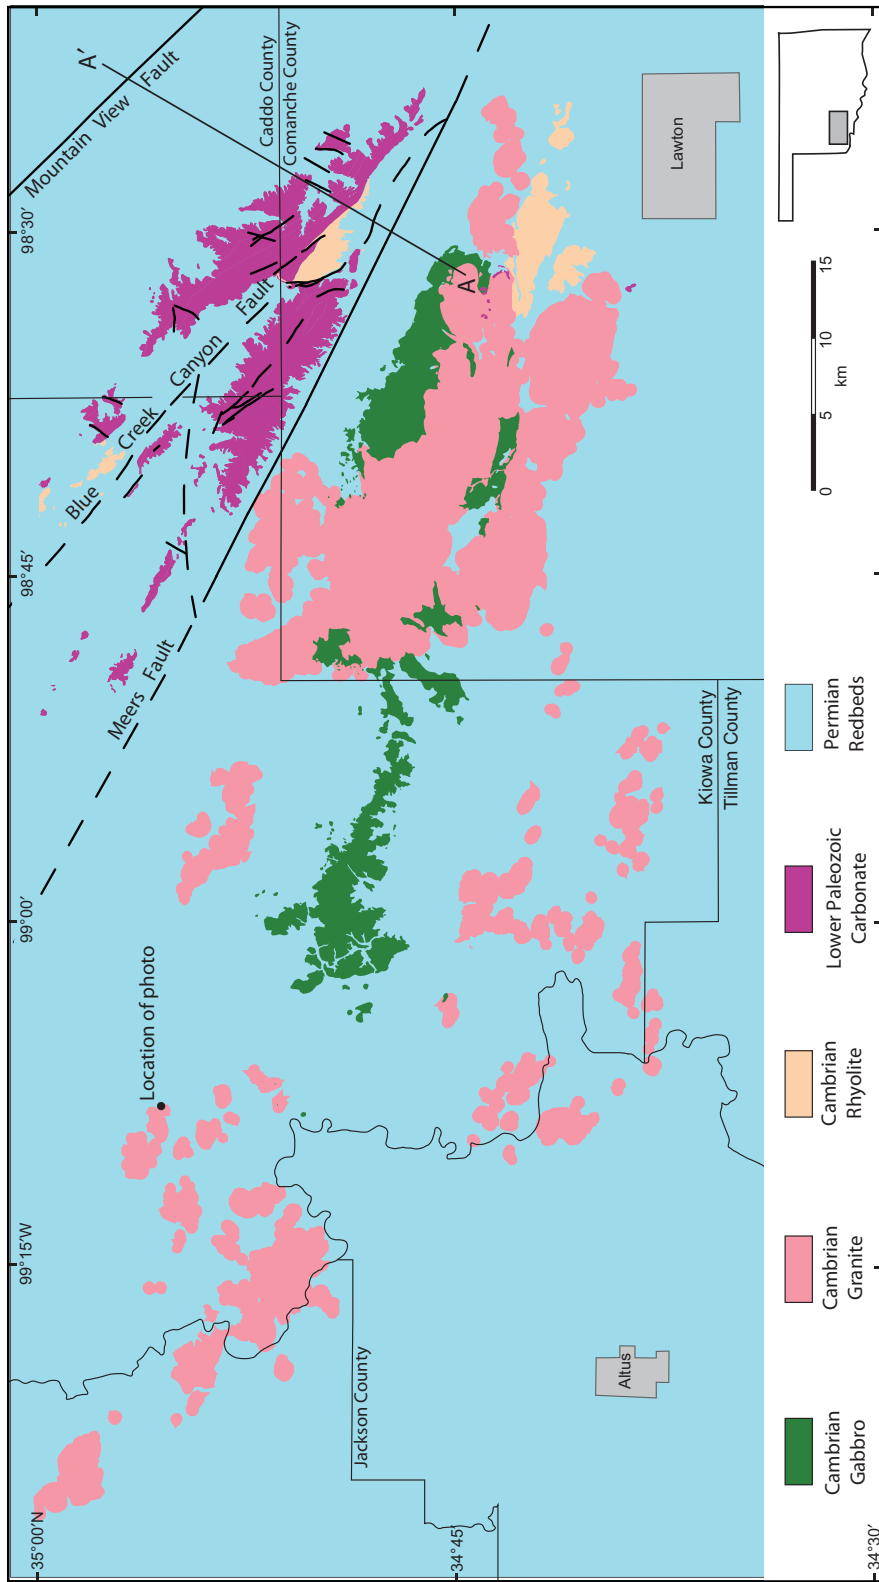 99°15′W
99°00′
98°45′
98°30′
35°00′N
34°45′
34°30′
Mountain View Fault
A′
Caddo County
Comanche County
Blue Creek Canyon Fault
Meers Fault
Location of photo
A
Lawton
Kiowa County
Tillman County
Jackson County
Altus
Cambrian
Gabbro
Cambrian
Granite
Cambrian
Rhyolite
Lower Paleozoic
Carbonate
Permian
Redbeds
0
5
10
15
km